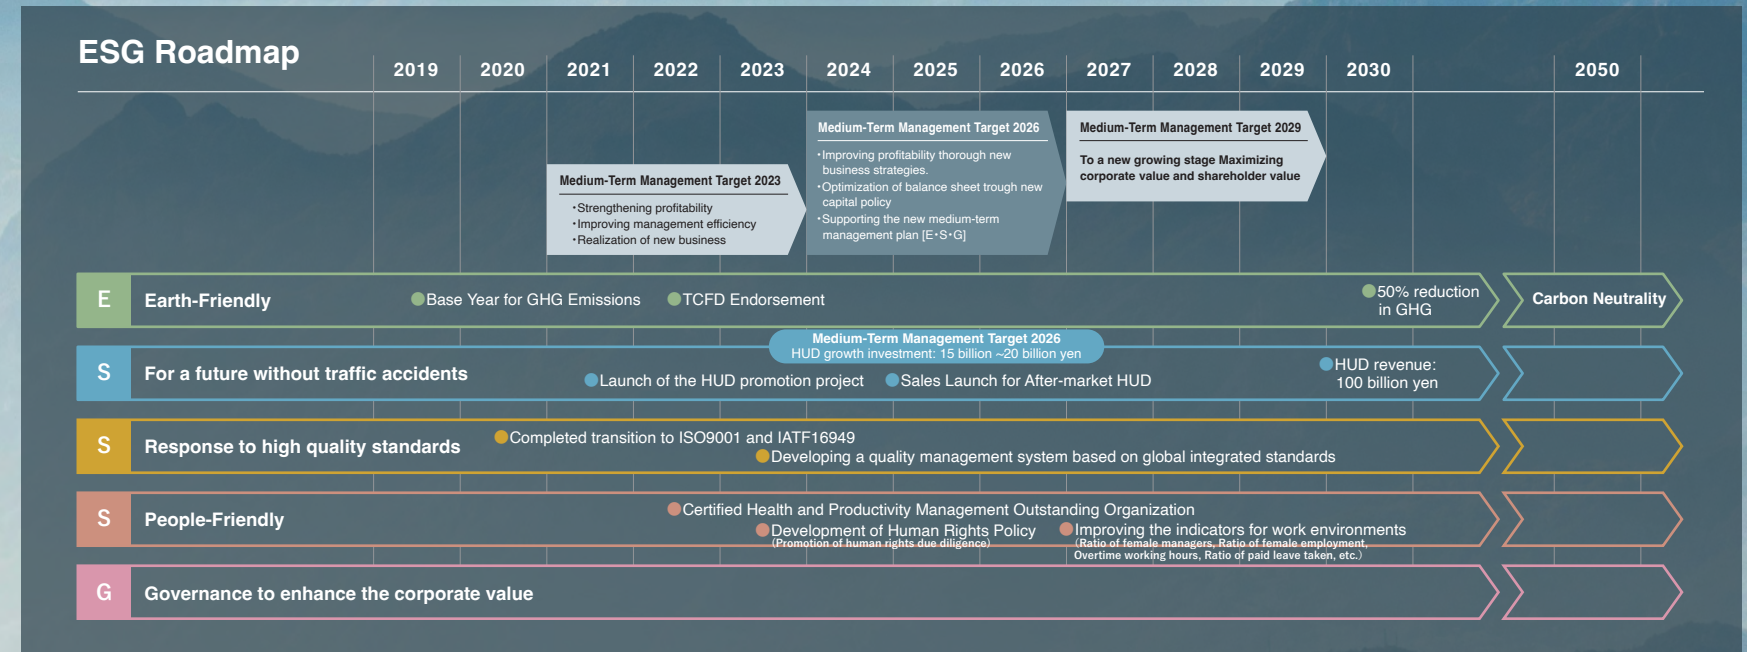 ESG Roadmap
2019 2020 2021 2022 2023 2024 2025 2026 2027 2028 2029 2030 2050
Medium-Term Management Target 2023
・Strengthening profitability
・Improving management efficiency
・Realization of new business
Medium-Term Management Target 2026
・Improving profitability thorough new
business strategies.
・Optimization of balance sheet trough new
capital policy
・Supporting the new medium-term
management plan [E・S・G]
Medium-Term Management Target 2029
To a new growing stage Maximizing
corporate value and shareholder value
E Earth-Friendly
Base Year for GHG Emissions
TCFD Endorsement
50% reduction
in GHG
Carbon Neutrality
Medium-Term Management Target 2026
HUD growth investment: 15 billion ~20 billion yen
S For a future without traffic accidents
Launch of the HUD promotion project
Sales Launch for After-market HUD
HUD revenue:
100 billion yen
S Response to high quality standards
Completed transition to ISO9001 and IATF16949
Developing a quality management system based on global integrated standards
S People-Friendly
Certified Health and Productivity Management Outstanding Organization
Development of Human Rights Policy
(Promotion of human rights due diligence)
Improving the indicators for work environments
(Ratio of female managers, Ratio of female employment,
Overtime working hours, Ratio of paid leave taken, etc.)
G Governance to enhance the corporate value